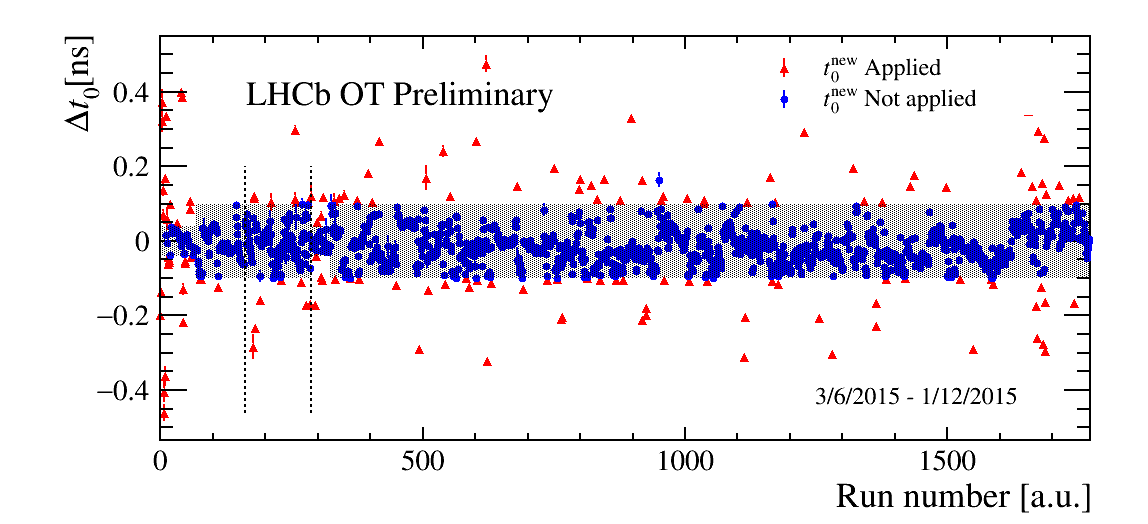 Δt₀[ns]
LHCb OT Preliminary
t₀ⁿᵉʷ Applied
t₀ⁿᵉʷ Not applied
0.4
0.2
0
−0.2
−0.4
3/6/2015 - 1/12/2015
0 500 1000 1500
Run number [a.u.]